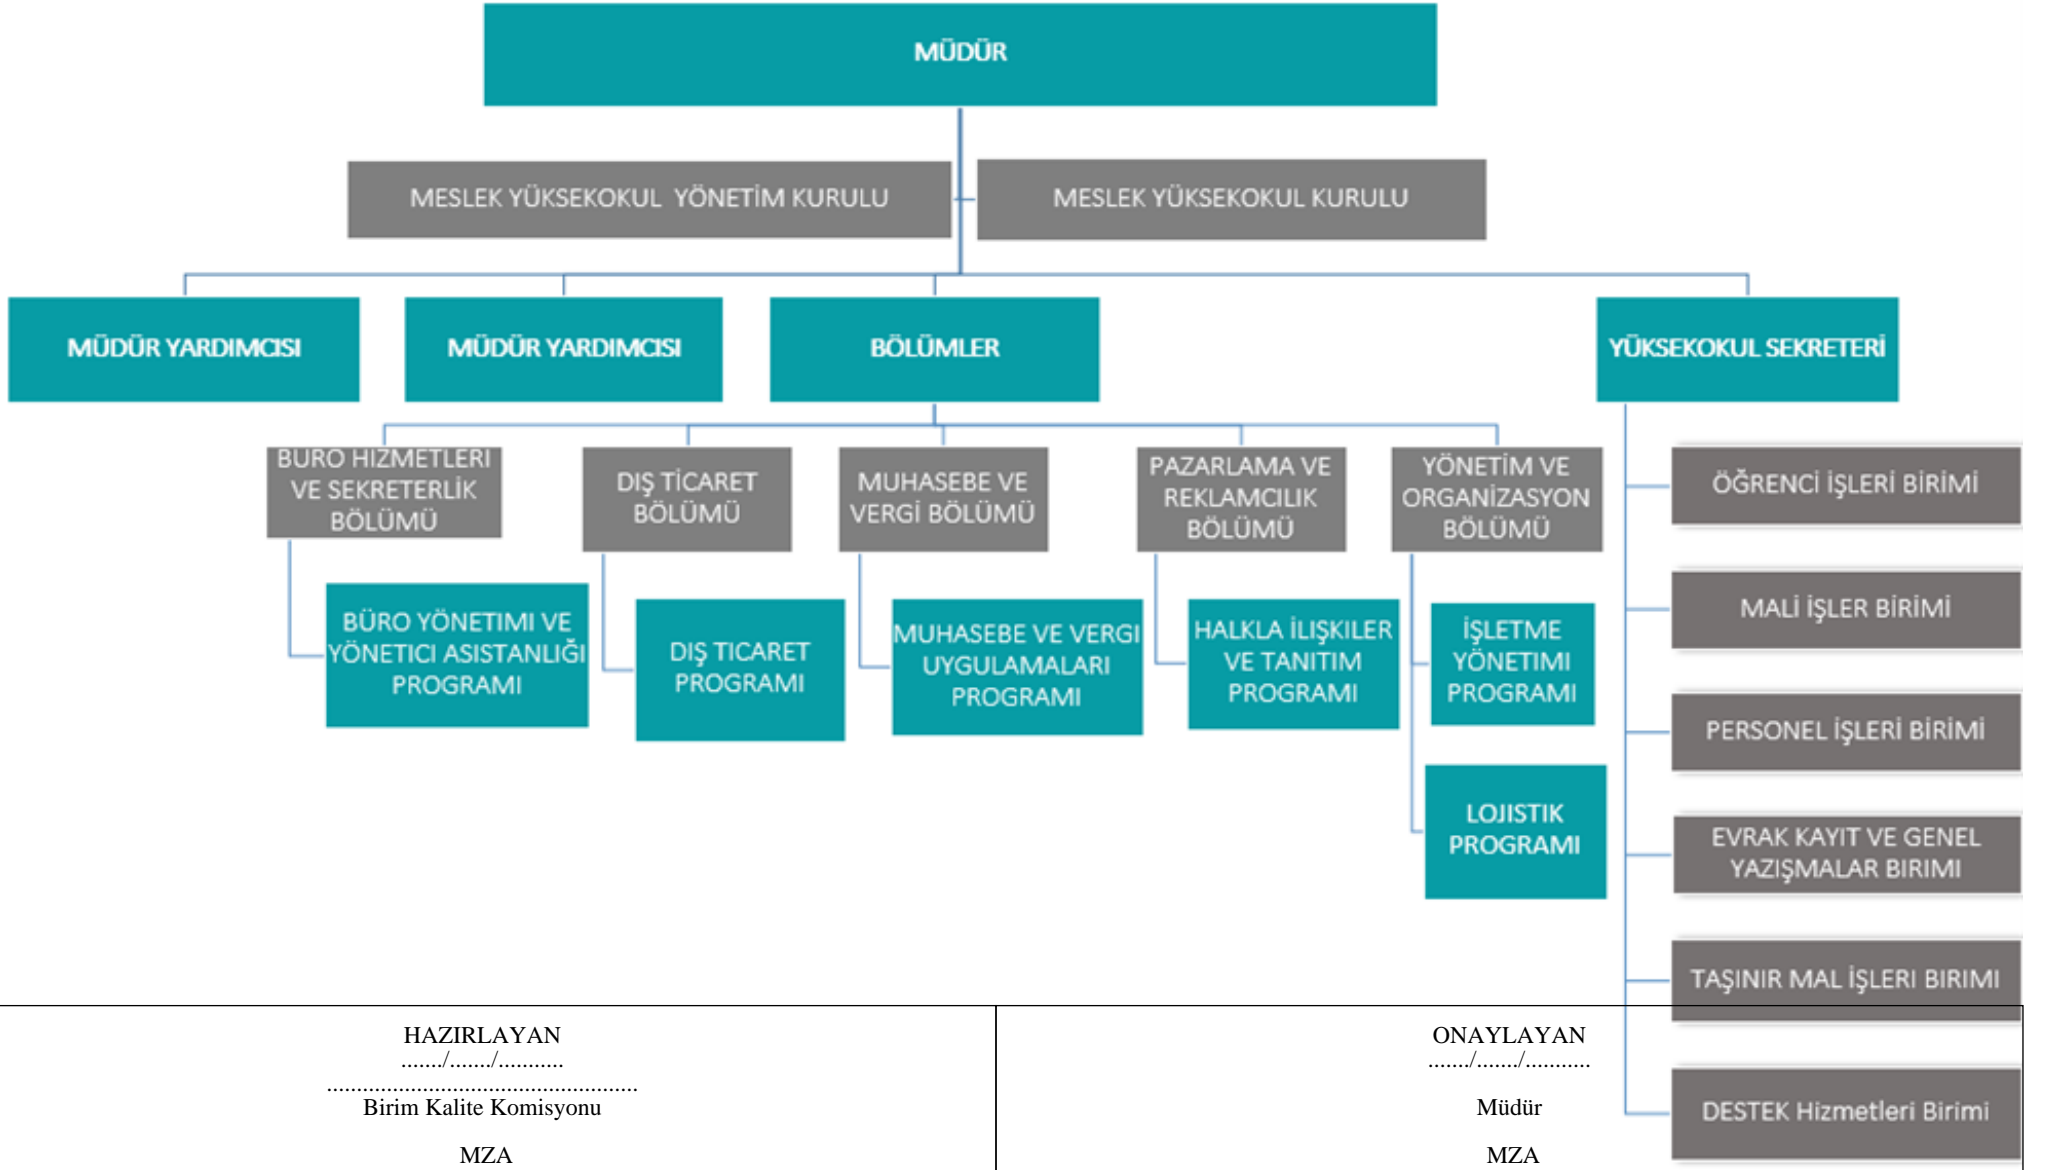 MÜDÜR
MESLEK YÜKSEKOKUL YÖNETİM KURULU
MESLEK YÜKSEKOKUL KURULU
MÜDÜR YARDIMCISI
MÜDÜR YARDIMCISI
BÖLÜMLER
YÜKSEKOKUL SEKRETERİ
BÜRO HİZMETLERİ
VE SEKRETERLİK
BÖLÜMÜ
DIŞ TİCARET
BÖLÜMÜ
MUHASEBE VE
VERGİ BÖLÜMÜ
PAZARLAMA VE
REKLAMCILIK
BÖLÜMÜ
YÖNETİM VE
ORGANİZASYON
BÖLÜMÜ
BÜRO YÖNETIMI VE
YÖNETICI ASISTANLIĞI
PROGRAMI
DIŞ TICARET
PROGRAMI
MUHASEBE VE VERGI
UYGULAMALARI
PROGRAMI
HALKLA İLIŞKILER
VE TANITIM
PROGRAMI
İŞLETME
YÖNETIMI
PROGRAMI
LOJISTIK
PROGRAMI
ÖĞRENCİ İŞLERİ BİRİMİ
MALİ İŞLER BİRİMİ
PERSONEL İŞLERİ BİRİMİ
EVRAK KAYIT VE GENEL
YAZIŞMALAR BIRIMI
TAŞINIR MAL İŞLERI BIRIMI
DESTEK Hizmetleri Birimi
HAZIRLAYAN
......./......./...........
....................................................
Birim Kalite Komisyonu
MZA
ONAYLAYAN
......./......./...........
Müdür
MZA